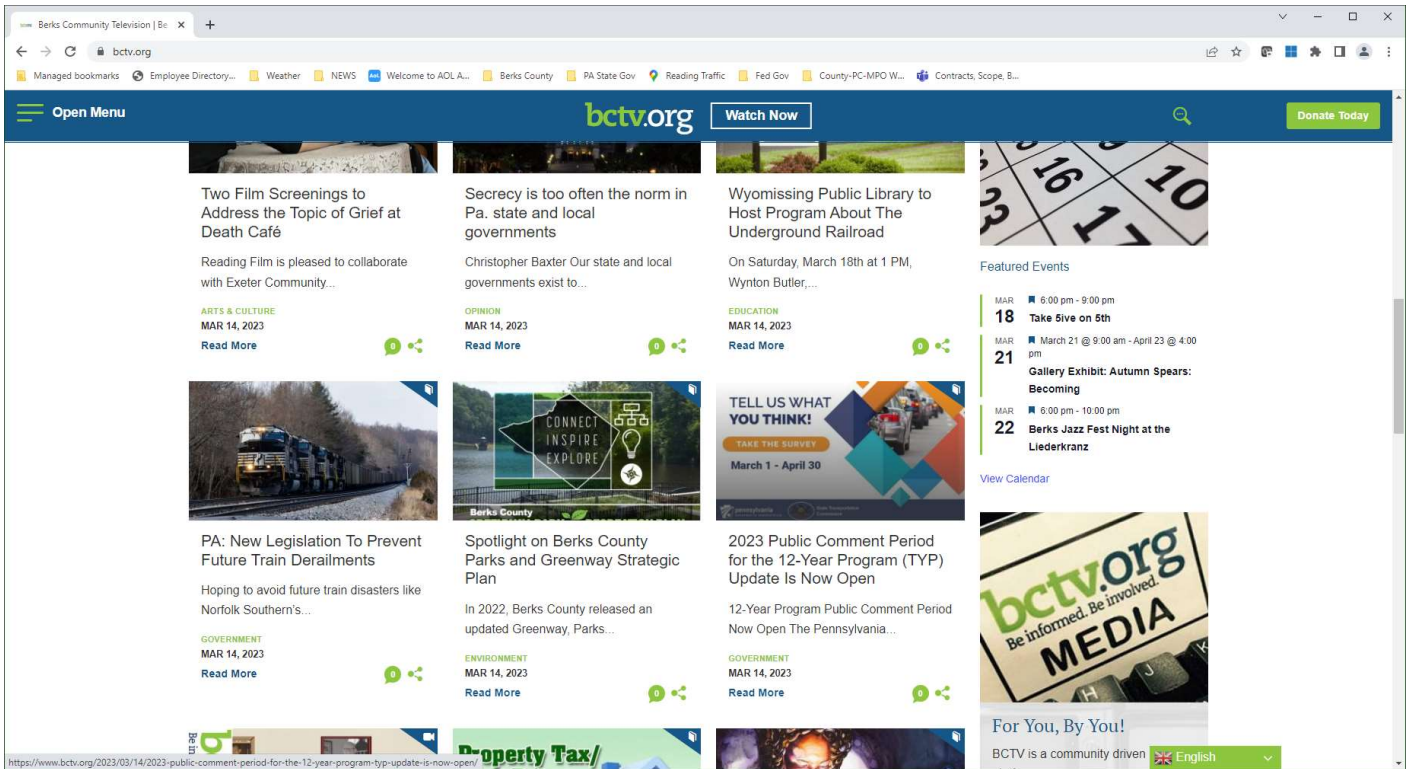 Berks Community Television | Be
bctv.org
Managed bookmarks
Employee Directory...
Weather
NEWS
Aol.
Welcome to AOL A...
Berks County
PA State Gov
Reading Traffic
Fed Gov
County-PC-MPO W...
Contracts, Scope, B...
Open Menu
bctv.org
Watch Now
Donate Today
Two Film Screenings to
Address the Topic of Grief at
Death Café
Reading Film is pleased to collaborate
with Exeter Community...
ARTS & CULTURE
MAR 14, 2023
Read More
0
Secrecy is too often the norm in
Pa. state and local
governments
Christopher Baxter Our state and local
governments exist to...
OPINION
MAR 14, 2023
Read More
0
Wyomissing Public Library to
Host Program About The
Underground Railroad
On Saturday, March 18th at 1 PM,
Wynton Butler,...
EDUCATION
MAR 14, 2023
Read More
0
PA: New Legislation To Prevent
Future Train Derailments
Hoping to avoid future train disasters like
Norfolk Southern's...
GOVERNMENT
MAR 14, 2023
Read More
0
CONNECT
INSPIRE
EXPLORE
Berks County
Spotlight on Berks County
Parks and Greenway Strategic
Plan
In 2022, Berks County released an
updated Greenway, Parks...
ENVIRONMENT
MAR 14, 2023
Read More
0
TELL US WHAT
YOU THINK!
TAKE THE SURVEY
March 1 - April 30
pennsylvania
2023 Public Comment Period
for the 12-Year Program (TYP)
Update Is Now Open
12-Year Program Public Comment Period
Now Open The Pennsylvania...
GOVERNMENT
MAR 14, 2023
Read More
0
Property Tax/
16
10
23
17
Featured Events
MAR
18
6:00 pm - 9:00 pm
Take 5ive on 5th
MAR
21
March 21 @ 9:00 am - April 23 @ 4:00
pm
Gallery Exhibit: Autumn Spears:
Becoming
MAR
22
6:00 pm - 10:00 pm
Berks Jazz Fest Night at the
Liederkranz
View Calendar
bctv.org
Be informed. Be involved.
MEDIA
H
J
K
For You, By You!
BCTV is a community driven
English
https://www.bctv.org/2023/03/14/2023-public-comment-period-for-the-12-year-program-typ-update-is-now-open/